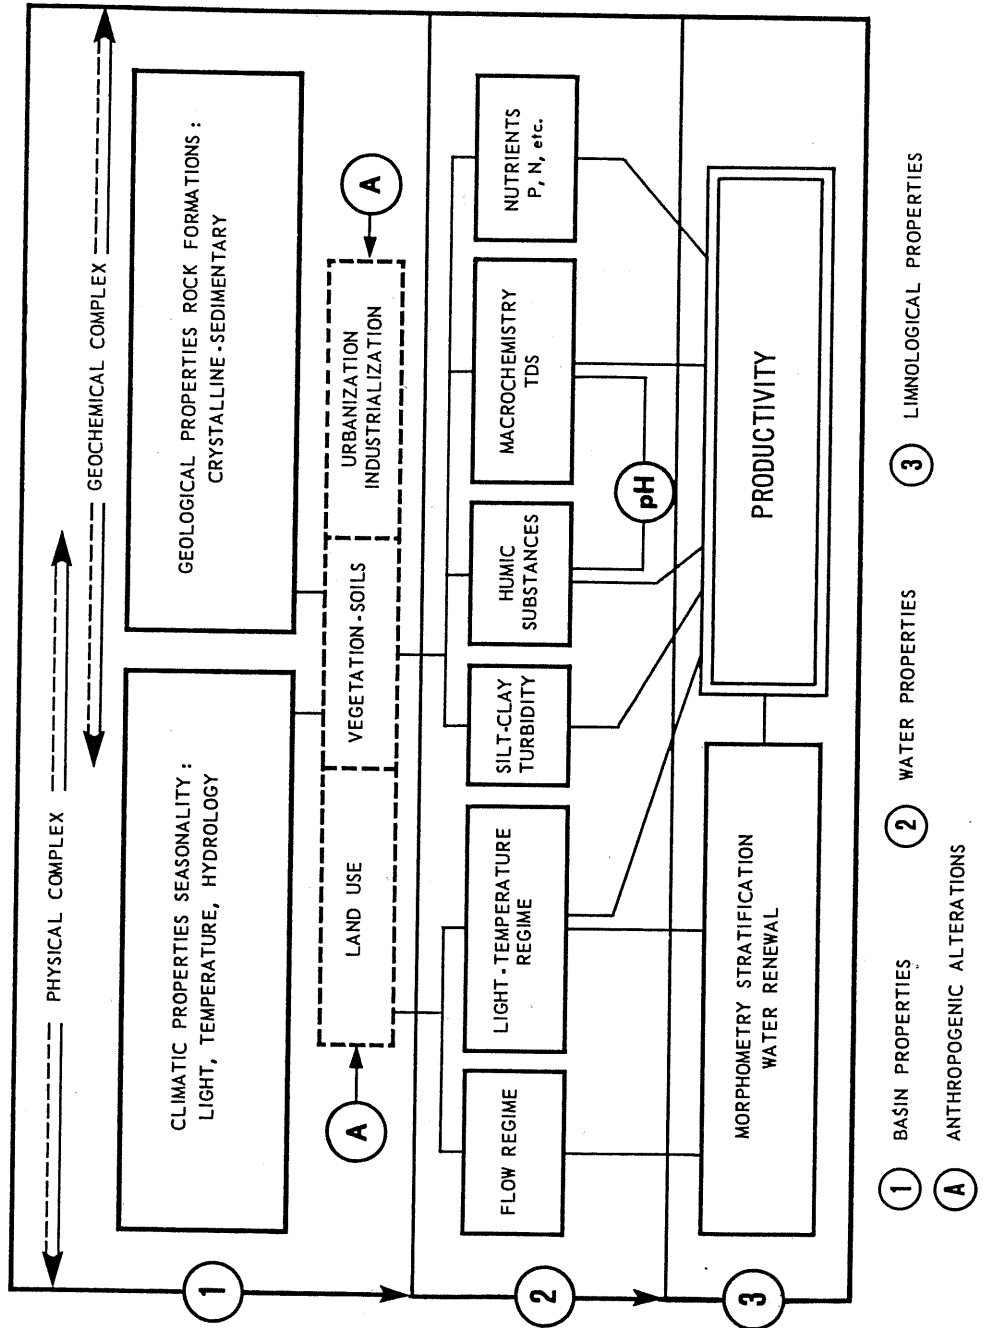 PHYSICAL COMPLEX
GEOCHEMICAL COMPLEX
CLIMATIC PROPERTIES SEASONALITY :
LIGHT, TEMPERATURE, HYDROLOGY
GEOLOGICAL PROPERTIES ROCK FORMATIONS :
CRYSTALLINE-SEDIMENTARY
1
A
LAND USE
VEGETATION-SOILS
URBANIZATION
INDUSTRIALIZATION
A
2
FLOW REGIME
LIGHT-TEMPERATURE
REGIME
SILT-CLAY
TURBIDITY
HUMIC
SUBSTANCES
MACROCHEMISTRY
TDS
NUTRIENTS
P, N, etc.
pH
3
MORPHOMETRY STRATIFICATION
WATER RENEWAL
PRODUCTIVITY
1 BASIN PROPERTIES
2 WATER PROPERTIES
3 LIMNOLOGICAL PROPERTIES
A ANTHROPOGENIC ALTERATIONS